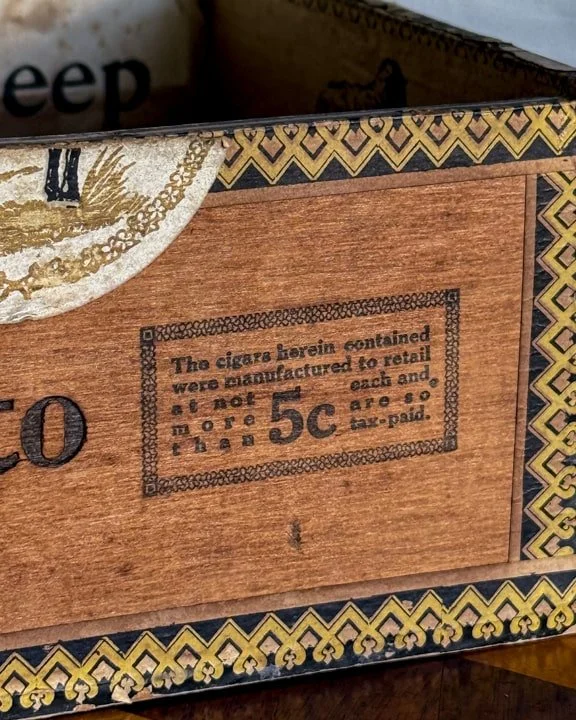 eep
The cigars herein contained
were manufactured to retail
at not 5c each and
more are so
than tax-paid.
co